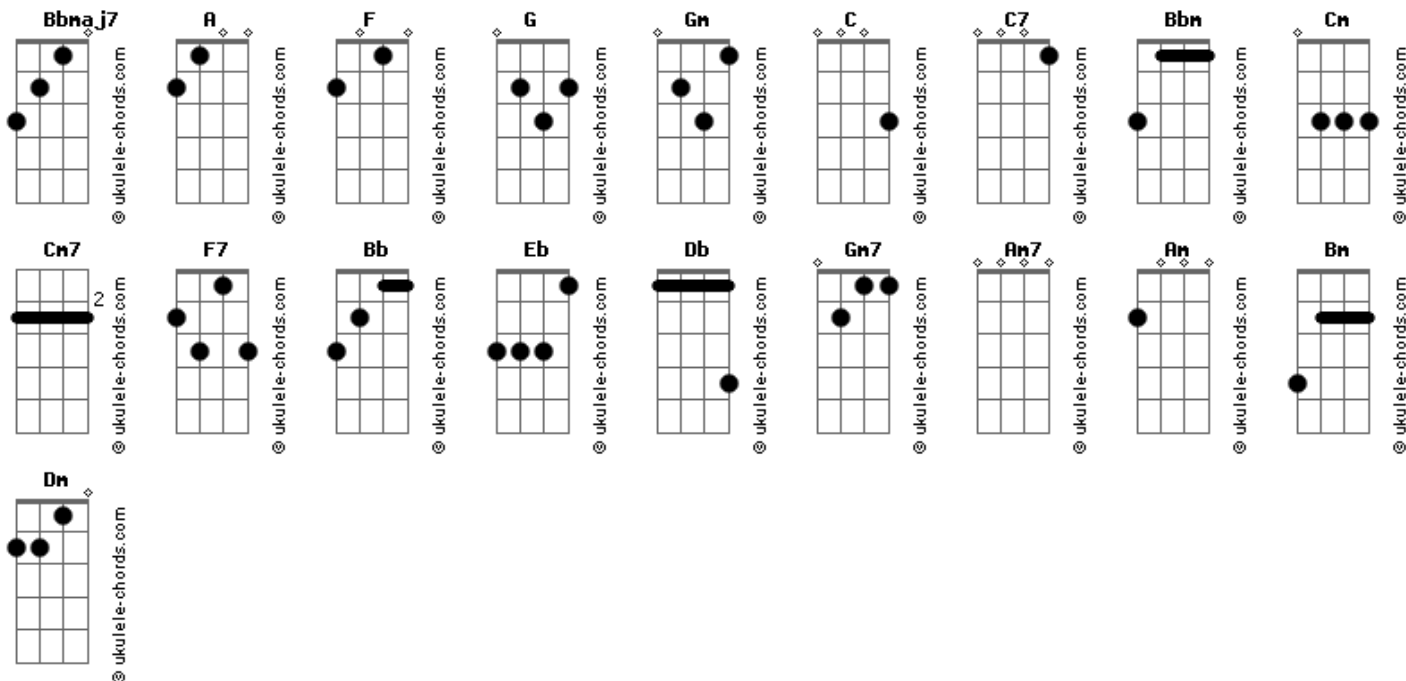 Bbmaj7 A F G Gm C C7 Bbm Cm
© ukulele-chords.com © ukulele-chords.com © ukulele-chords.com © ukulele-chords.com © ukulele-chords.com © ukulele-chords.com © ukulele-chords.com © ukulele-chords.com © ukulele-chords.com
Cm7 F7 Bb Eb Db Gm7 Am7 Am Bm
2
© ukulele-chords.com © ukulele-chords.com © ukulele-chords.com © ukulele-chords.com © ukulele-chords.com © ukulele-chords.com © ukulele-chords.com © ukulele-chords.com © ukulele-chords.com
Dm
© ukulele-chords.com